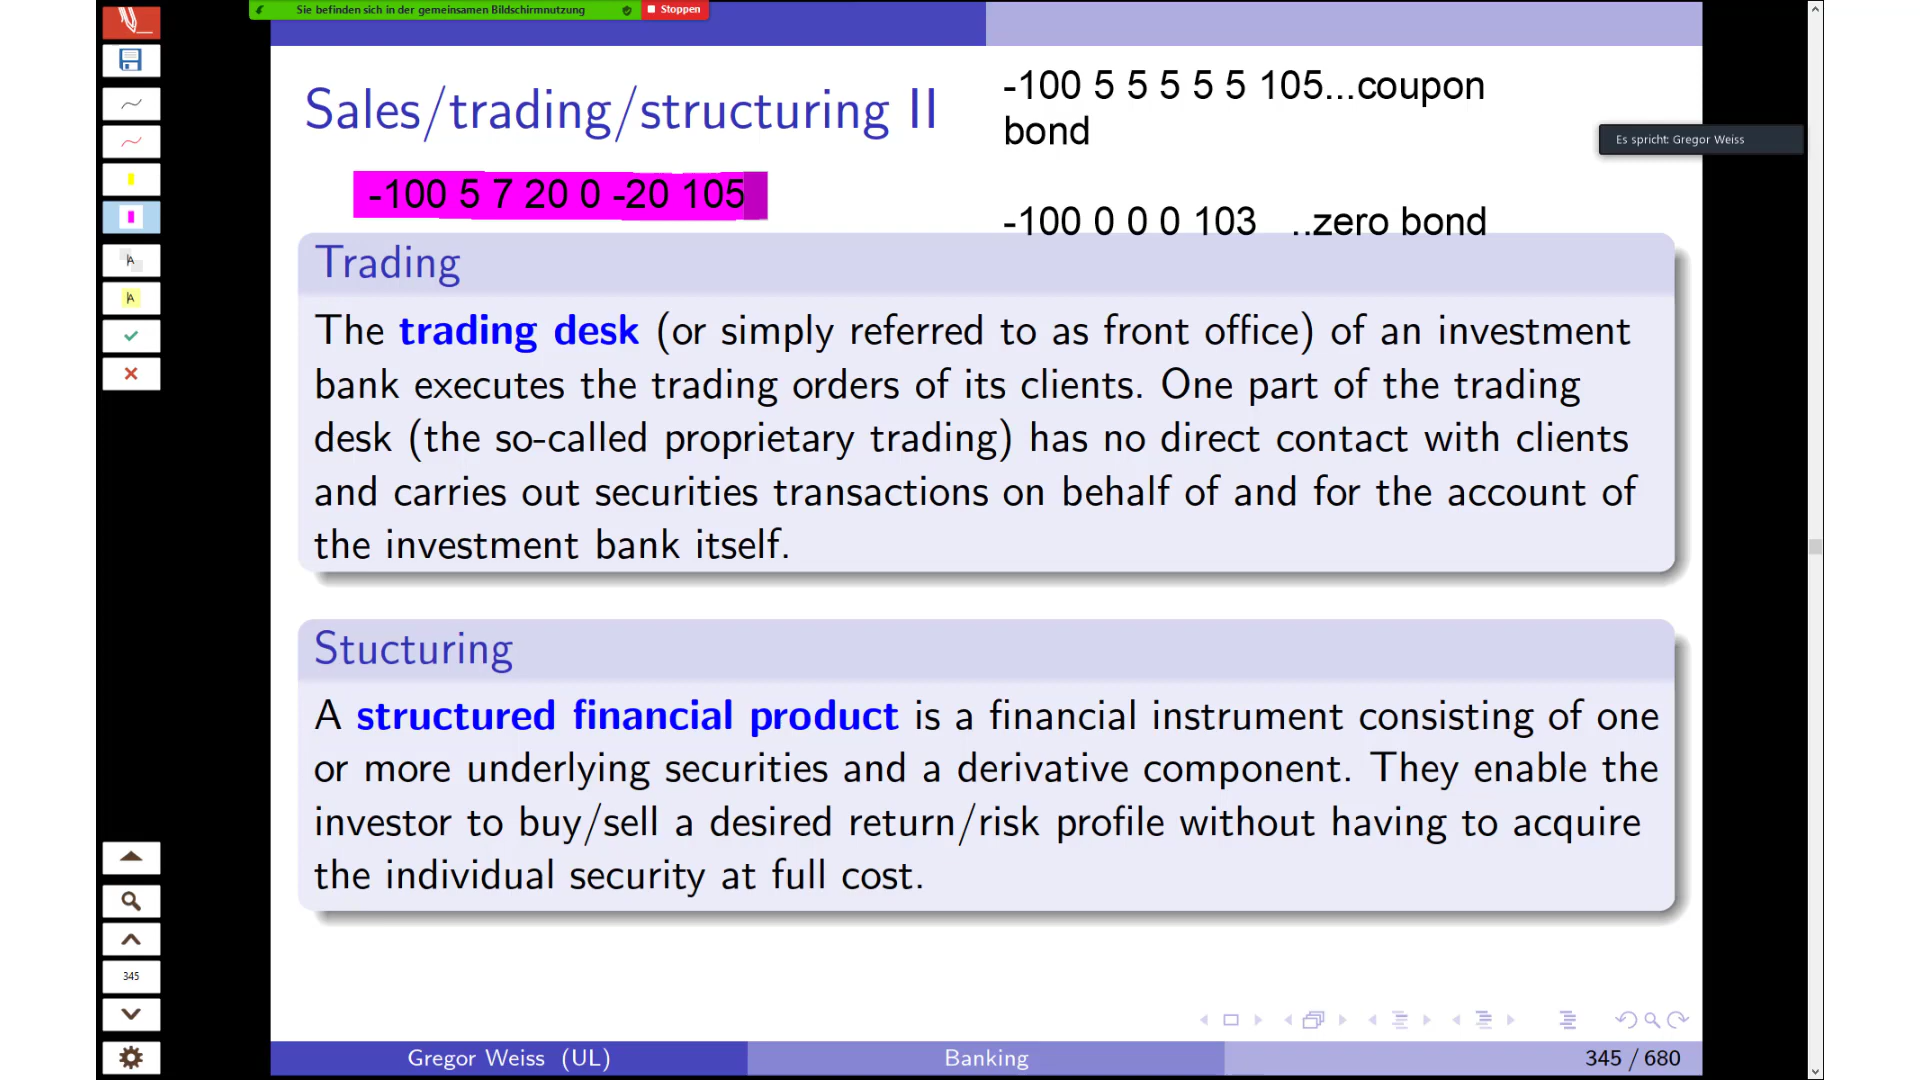 Sie befinden sich in der gemeinsamen Bildschirmnutzung
Stoppen
Sales/trading/structuring II
-100 5 5 5 5 5 105...coupon
bond
Es spricht: Gregor Weiss
-100 5 7 20 0 -20 105
-100 0 0 0 103 ..zero bond
Trading
The trading desk (or simply referred to as front office) of an investment
bank executes the trading orders of its clients. One part of the trading
desk (the so-called proprietary trading) has no direct contact with clients
and carries out securities transactions on behalf of and for the account of
the investment bank itself.
Stucturing
A structured financial product is a financial instrument consisting of one
or more underlying securities and a derivative component. They enable the
investor to buy/sell a desired return/risk profile without having to acquire
the individual security at full cost.
A
A
345
Gregor Weiss (UL)
Banking
345 / 680